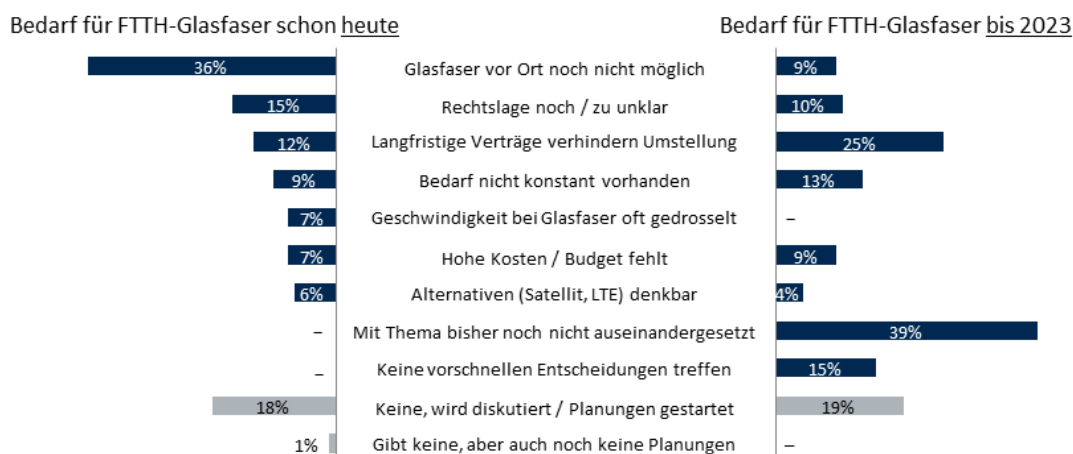 Bedarf für FTTH-Glasfaser schon heute Bedarf für FTTH-Glasfaser bis 2023
36% Glasfaser vor Ort noch nicht möglich 9%
15% Rechtslage noch / zu unklar 10%
12% Langfristige Verträge verhindern Umstellung 25%
9% Bedarf nicht konstant vorhanden 13%
7% Geschwindigkeit bei Glasfaser oft gedrosselt –
7% Hohe Kosten / Budget fehlt 9%
6% Alternativen (Satellit, LTE) denkbar 4%
– Mit Thema bisher noch nicht auseinandergesetzt 39%
– Keine vorschnellen Entscheidungen treffen 15%
18% Keine, wird diskutiert / Planungen gestartet 19%
1% Gibt keine, aber auch noch keine Planungen –